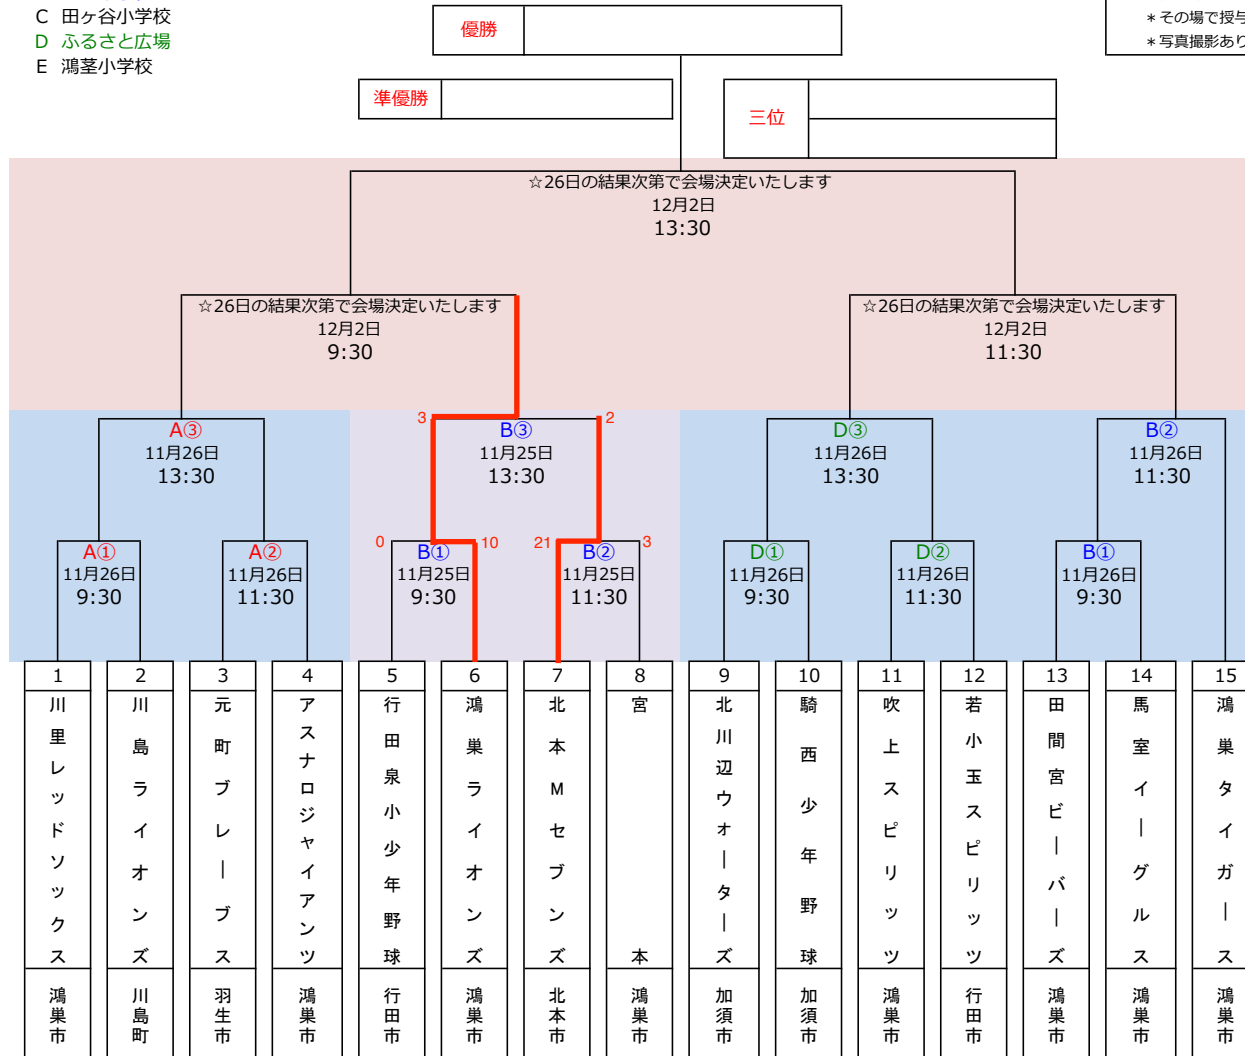 C 田ヶ谷小学校
D ふるさと広場
E 鴻茎小学校
＊その場で授与
＊写真撮影あり
優勝
準優勝
三位
☆26日の結果次第で会場決定いたします
12月2日
13:30
☆26日の結果次第で会場決定いたします
12月2日
9:30
☆26日の結果次第で会場決定いたします
12月2日
11:30
3
2
A③
11月26日
13:30
B③
11月25日
13:30
D③
11月26日
13:30
B②
11月26日
11:30
0
10
21
3
A①
11月26日
9:30
A②
11月26日
11:30
B①
11月25日
9:30
B②
11月25日
11:30
D①
11月26日
9:30
D②
11月26日
11:30
B①
11月26日
9:30
1
川里レッドソックス
鴻巣市
2
川島ライオンズ
川島町
3
元町ブレーブス
羽生市
4
アスナロジャイアンツ
鴻巣市
5
行田泉小少年野球
行田市
6
鴻巣ライオンズ
鴻巣市
7
北本Mセブンズ
北本市
8
宮本
鴻巣市
9
北川辺ウォーターズ
加須市
10
騎西少年野球
加須市
11
吹上スピリッツ
鴻巣市
12
若小玉スピリッツ
行田市
13
田間宮ビーバーズ
鴻巣市
14
馬室イーグルス
鴻巣市
15
鴻巣タイガース
鴻巣市